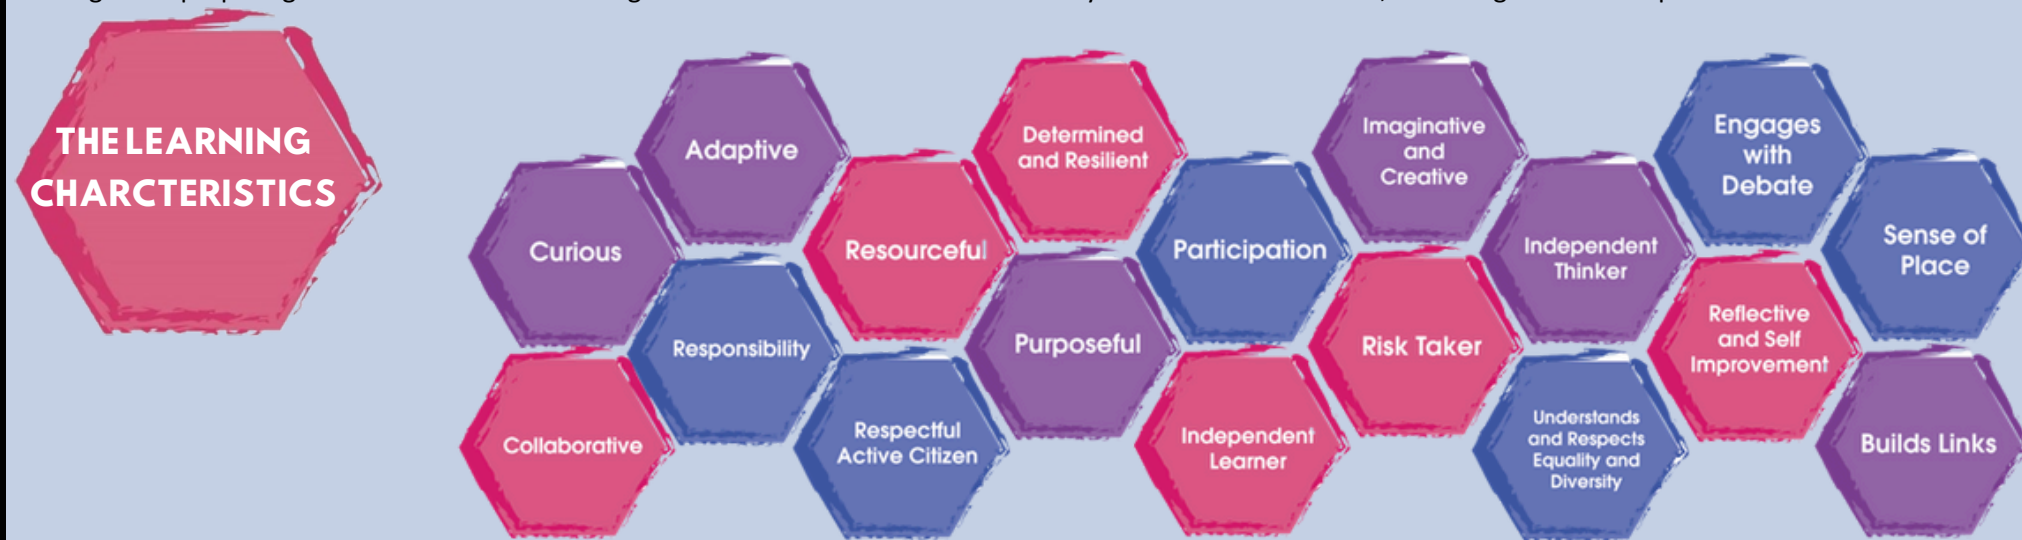 THE LEARNING
CHARCTERISTICS
Curious
Adaptive
Collaborative
Responsibility
Resourceful
Respectful
Active Citizen
Determined
and Resilient
Purposeful
Participation
Independent
Learner
Imaginative
and
Creative
Risk Taker
Independent
Thinker
Understands
and Respects
Equality and
Diversity
Engages
with
Debate
Reflective
and Self
Improvement
Sense of
Place
Builds Links